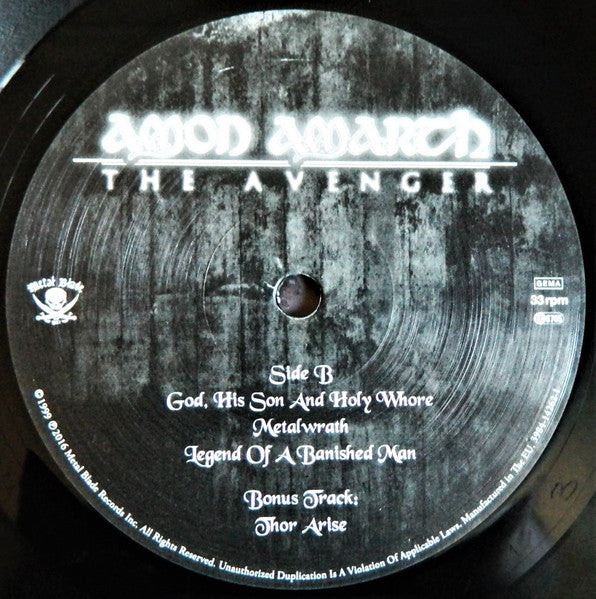 AMON AMARTH
THE AVENGER
Metal Blade
GEMA
33rpm
Side B
God, His Son And Holy Whore
Metalwrath
Legend Of A Banished Man
Bonus Track:
Thor Arise
©1999 ℗2016 Metal Blade Records Inc. All Rights Reserved. Unauthorized Duplication Is A Violation Of Applicable Laws. Manufactured in The EU.